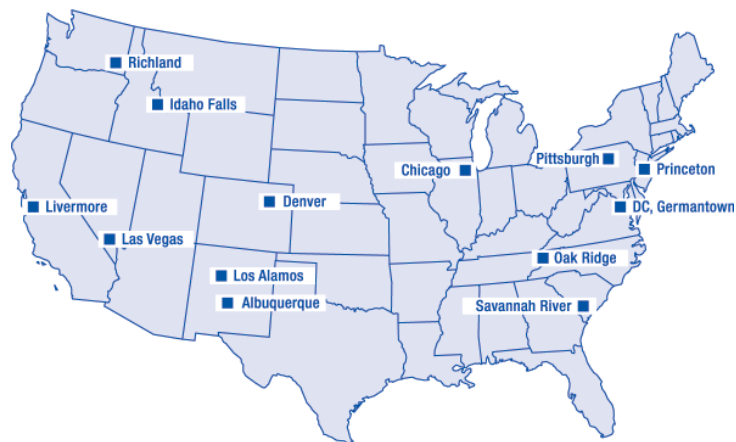 Richland
Idaho Falls
Pittsburgh
Chicago
Princeton
Livermore
Denver
DC, Germantown
Las Vegas
Oak Ridge
Los Alamos
Albuquerque
Savannah River